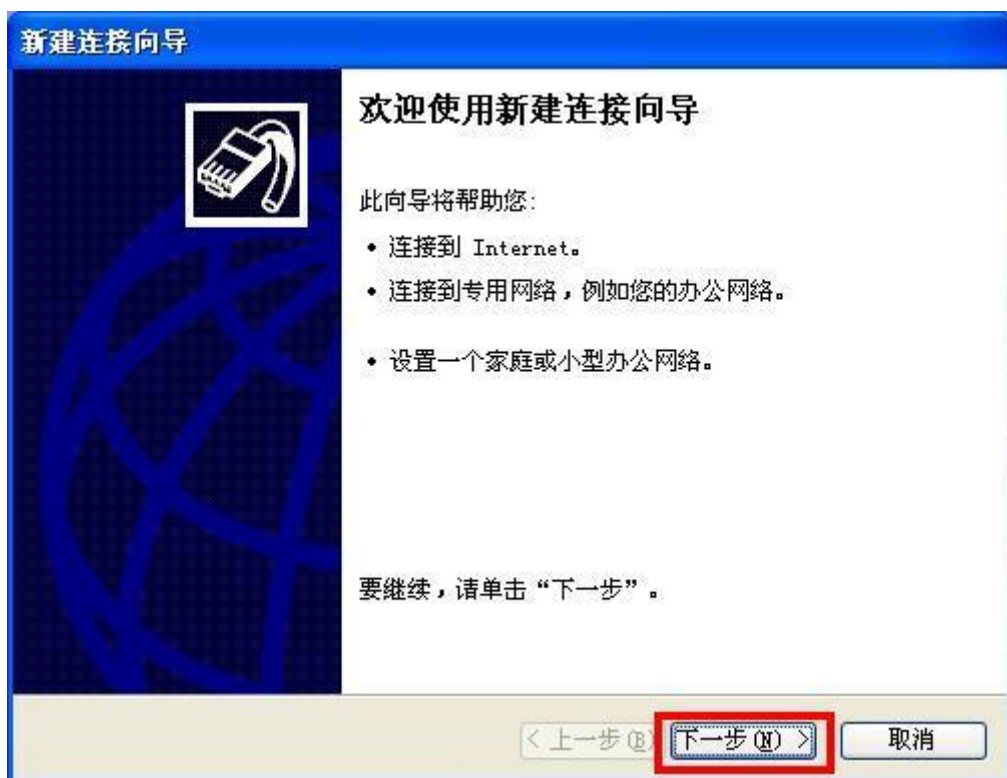 新建连接向导
欢迎使用新建连接向导
此向导将帮助您:
• 连接到 Internet。
• 连接到专用网络，例如您的办公网络。
• 设置一个家庭或小型办公网络。
要继续，请单击“下一步”。
< 上一步(B) 下一步(N) > 取消